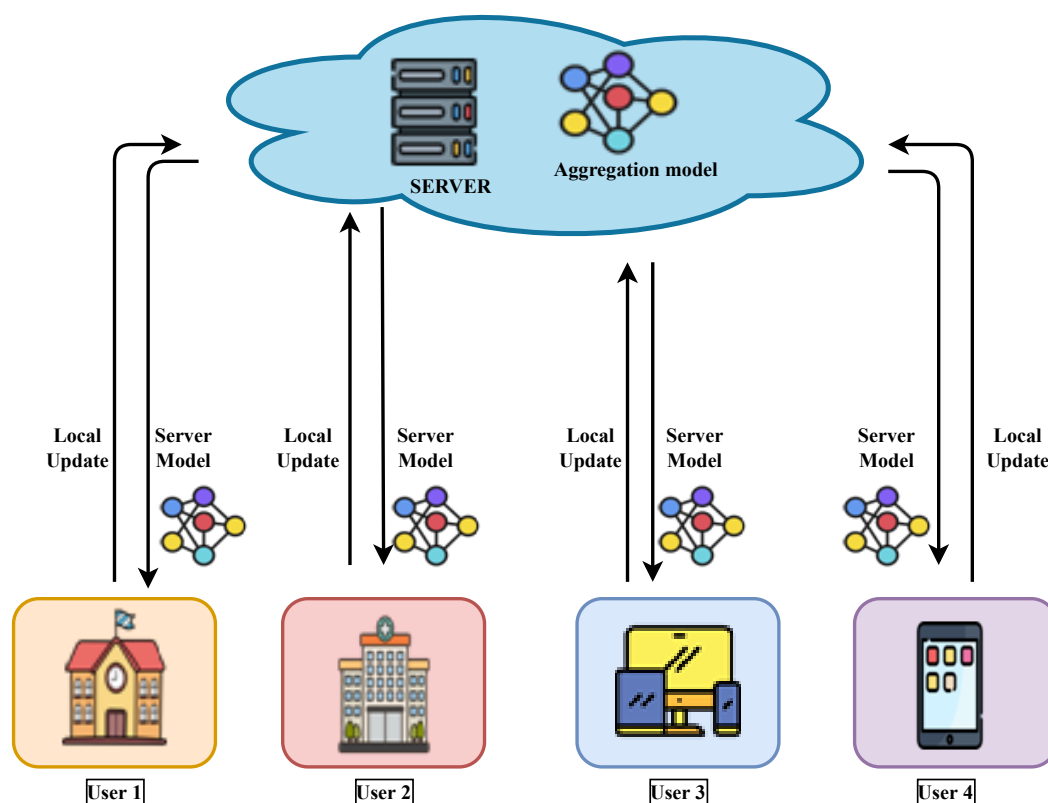 SERVER
Aggregation model
Local
Update
Server
Model
Local
Update
Server
Model
Local
Update
Server
Model
Server
Model
Local
Update
User 1
User 2
User 3
User 4